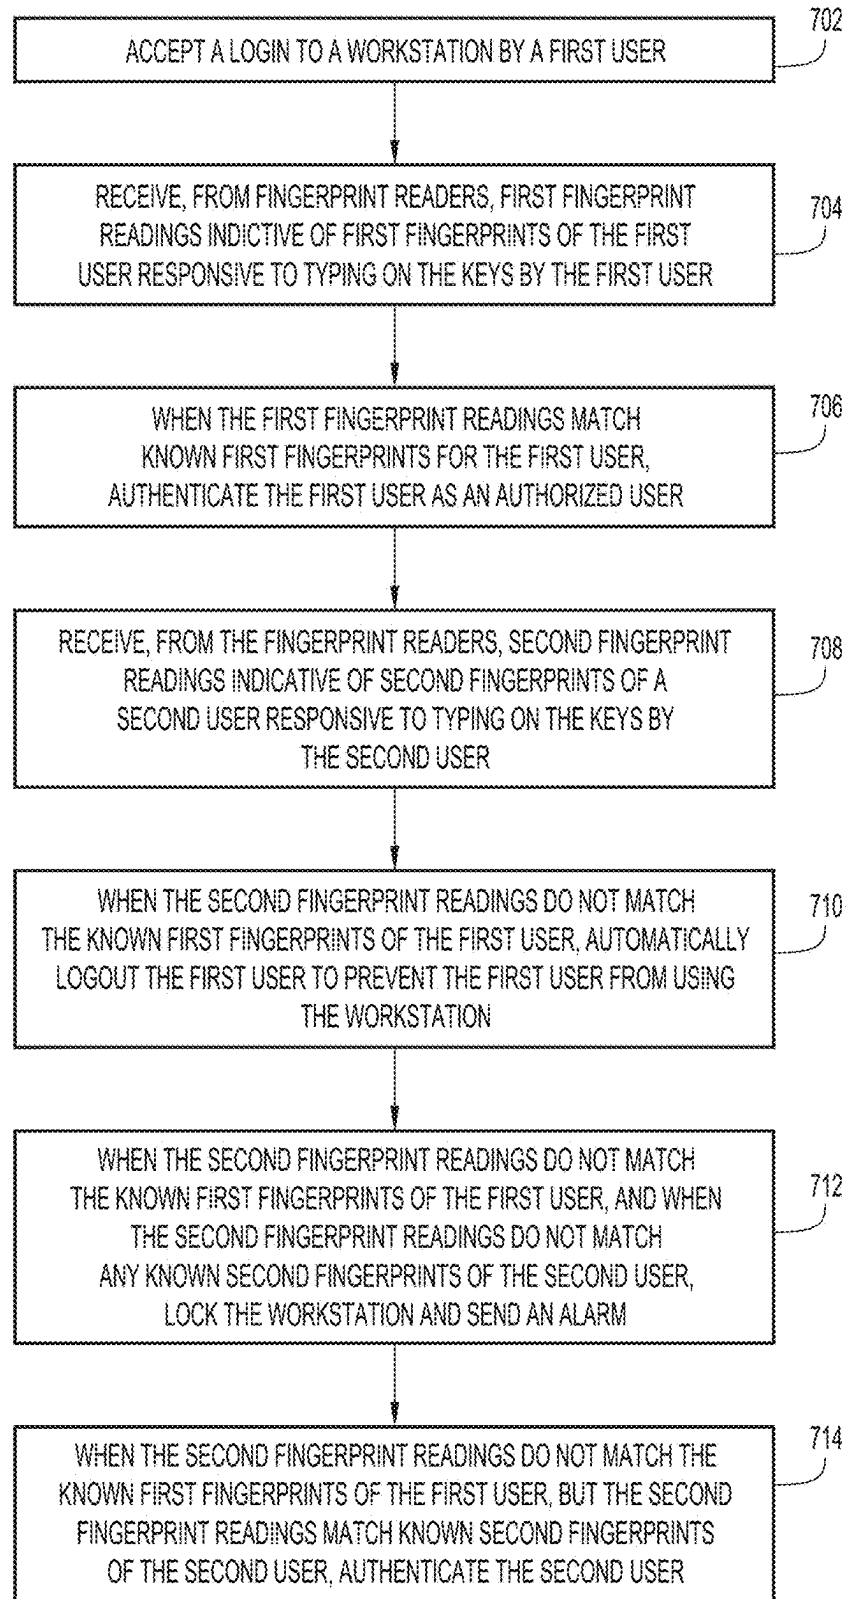 702
ACCEPT A LOGIN TO A WORKSTATION BY A FIRST USER
704
RECEIVE, FROM FINGERPRINT READERS, FIRST FINGERPRINT
READINGS INDICTIVE OF FIRST FINGERPRINTS OF THE FIRST
USER RESPONSIVE TO TYPING ON THE KEYS BY THE FIRST USER
706
WHEN THE FIRST FINGERPRINT READINGS MATCH
KNOWN FIRST FINGERPRINTS FOR THE FIRST USER,
AUTHENTICATE THE FIRST USER AS AN AUTHORIZED USER
708
RECEIVE, FROM THE FINGERPRINT READERS, SECOND FINGERPRINT
READINGS INDICATIVE OF SECOND FINGERPRINTS OF A
SECOND USER RESPONSIVE TO TYPING ON THE KEYS BY
THE SECOND USER
710
WHEN THE SECOND FINGERPRINT READINGS DO NOT MATCH
THE KNOWN FIRST FINGERPRINTS OF THE FIRST USER, AUTOMATICALLY
LOGOUT THE FIRST USER TO PREVENT THE FIRST USER FROM USING
THE WORKSTATION
712
WHEN THE SECOND FINGERPRINT READINGS DO NOT MATCH
THE KNOWN FIRST FINGERPRINTS OF THE FIRST USER, AND WHEN
THE SECOND FINGERPRINT READINGS DO NOT MATCH
ANY KNOWN SECOND FINGERPRINTS OF THE SECOND USER,
LOCK THE WORKSTATION AND SEND AN ALARM
714
WHEN THE SECOND FINGERPRINT READINGS DO NOT MATCH THE
KNOWN FIRST FINGERPRINTS OF THE FIRST USER, BUT THE SECOND
FINGERPRINT READINGS MATCH KNOWN SECOND FINGERPRINTS
OF THE SECOND USER, AUTHENTICATE THE SECOND USER